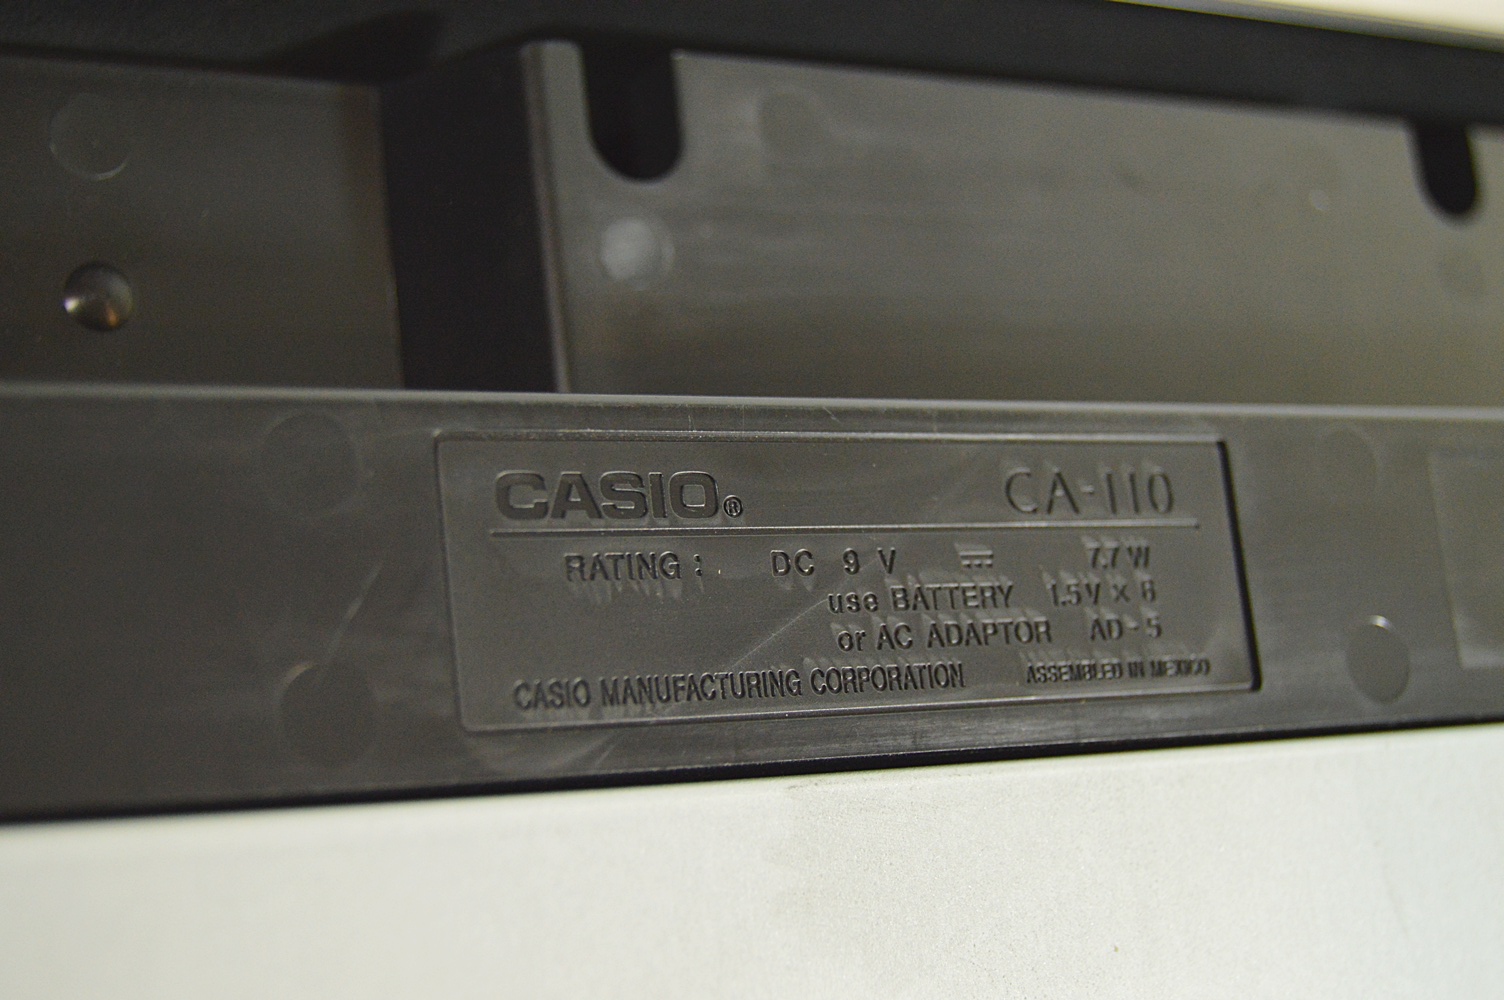 CASIO® CA-110
RATING : DC 9 V ⎓ 7.7 W
use BATTERY 1.5 V × 6
or AC ADAPTOR AD-5
CASIO MANUFACTURING CORPORATION ASSEMBLED IN MEXICO